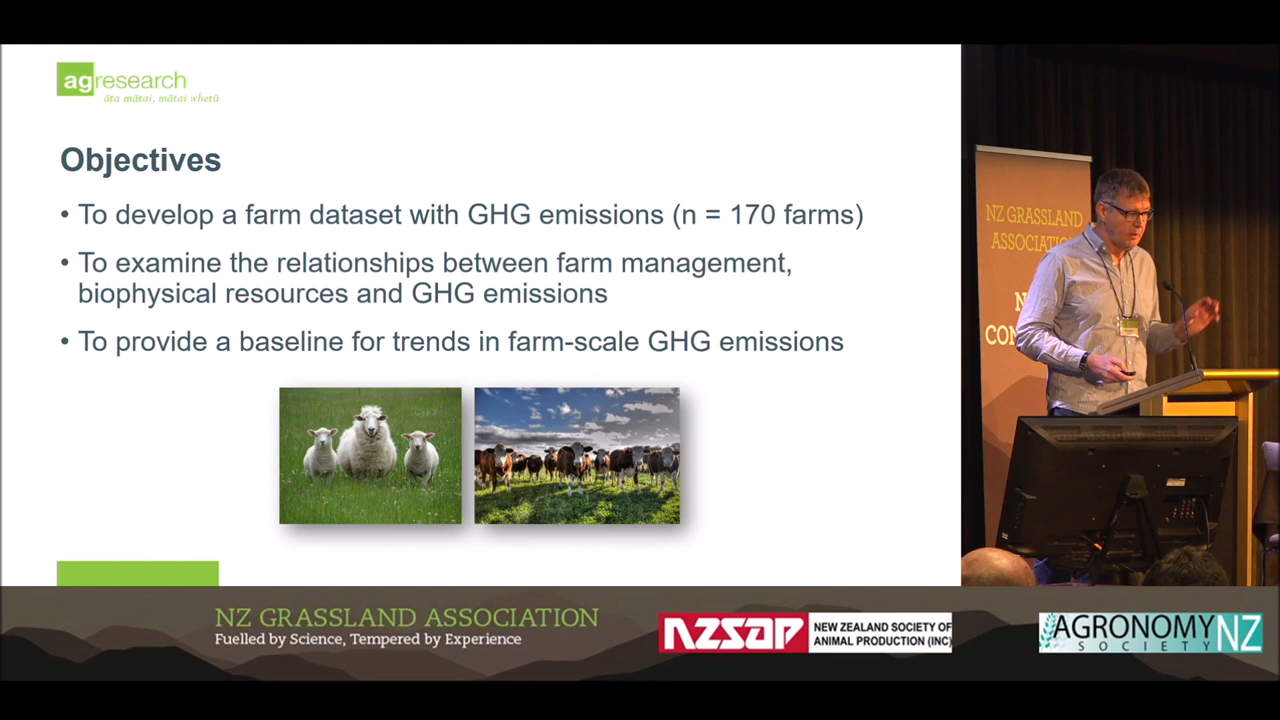 agresearch
āta mātai, mātai whetū
Objectives
• To develop a farm dataset with GHG emissions (n = 170 farms)
• To examine the relationships between farm management,
biophysical resources and GHG emissions
• To provide a baseline for trends in farm-scale GHG emissions
NZ GRASSLAND
NZ GRASSLAND ASSOCIATION
Fuelled by Science, Tempered by Experience
NZSAP
NEW ZEALAND SOCIETY OF
ANIMAL PRODUCTION (INC)
AGRONOMY NZ
SOCIETY